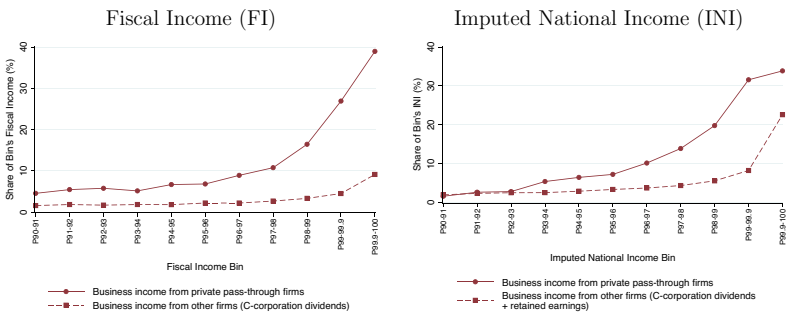 Fiscal Income (FI)
Share of Bin's Fiscal Income (%)
40
30
20
10
0
P90-91
P91-92
P92-93
P93-94
P94-95
P95-96
P96-97
P97-98
P98-99
P99-99.9
P99.9-100
Fiscal Income Bin
Business income from private pass-through firms
Business income from other firms (C-corporation dividends)
Imputed National Income (INI)
Share of Bin's INI (%)
40
30
20
10
0
P90-91
P91-92
P92-93
P93-94
P94-95
P95-96
P96-97
P97-98
P98-99
P99-99.9
P99.9-100
Imputed National Income Bin
Business income from private pass-through firms
Business income from other firms (C-corporation dividends
+ retained earnings)